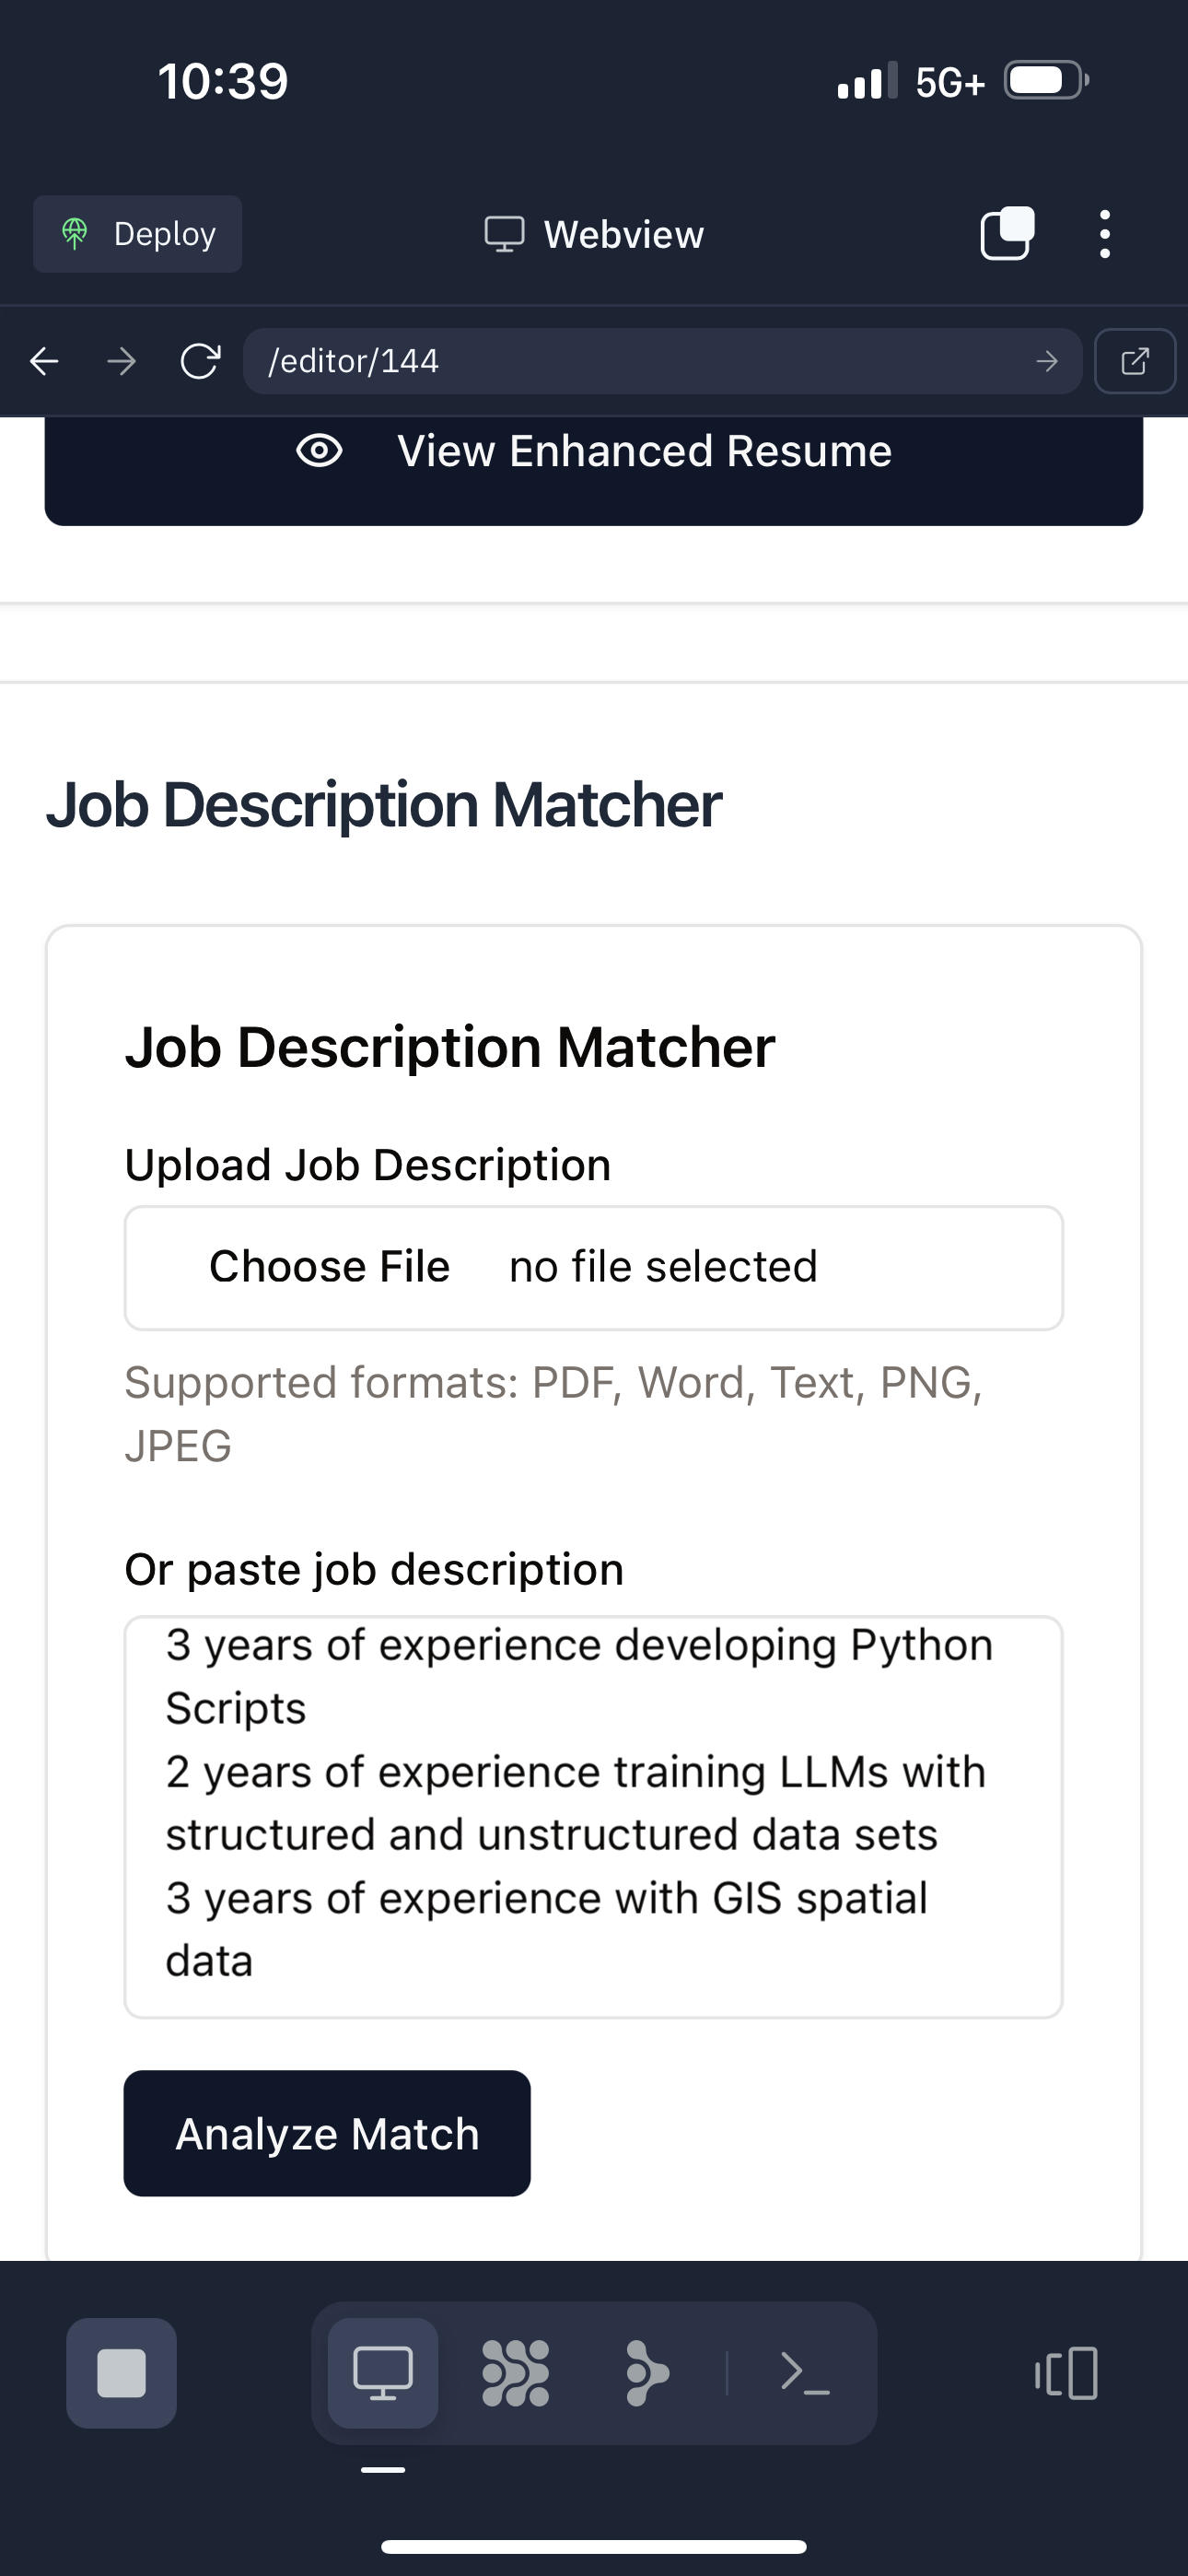 10:39
5G+
Deploy
Webview
/editor/144
View Enhanced Resume
Job Description Matcher
Job Description Matcher
Upload Job Description
Choose File no file selected
Supported formats: PDF, Word, Text, PNG,
JPEG
Or paste job description
3 years of experience developing Python
Scripts
2 years of experience training LLMs with
structured and unstructured data sets
3 years of experience with GIS spatial
data
Analyze Match